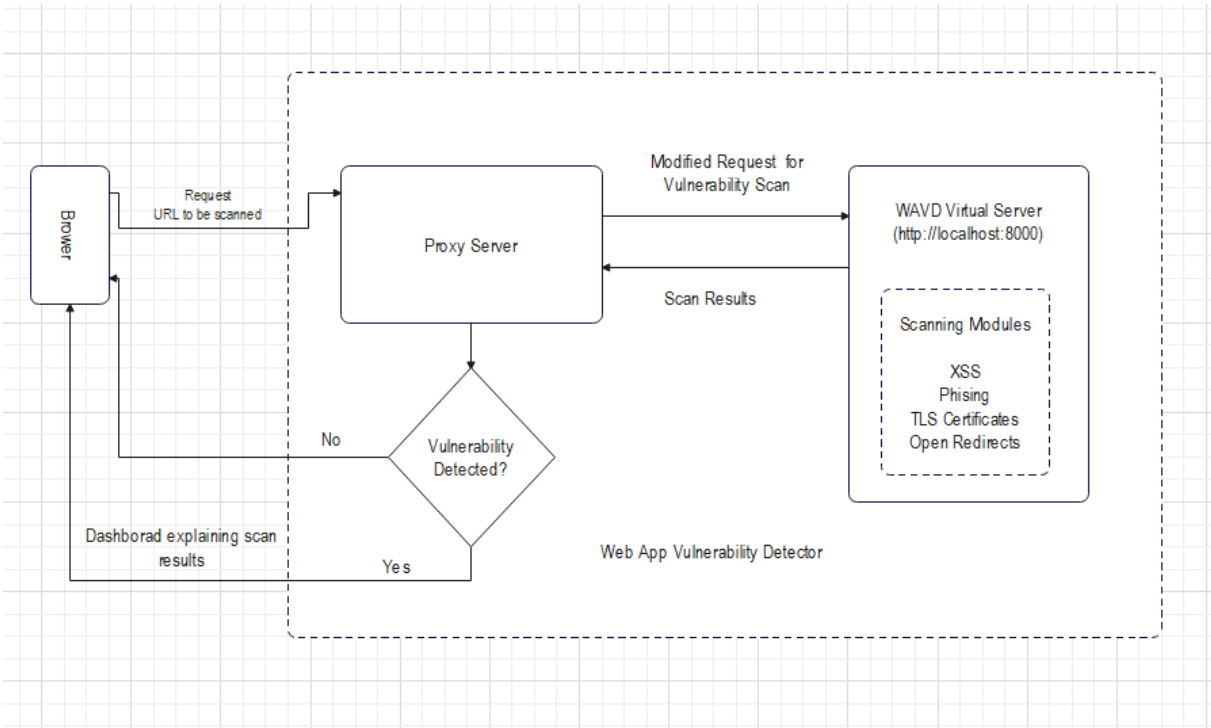 Brower
Request
URL to be scanned
Proxy Server
Modified Request for
Vulnerability Scan
Scan Results
WAVD Virtual Server
(http://localhost:8000)
Scanning Modules
XSS
Phising
TLS Certificates
Open Redirects
Vulnerability
Detected?
No
Yes
Dashborad explaining scan
results
Web App Vulnerability Detector